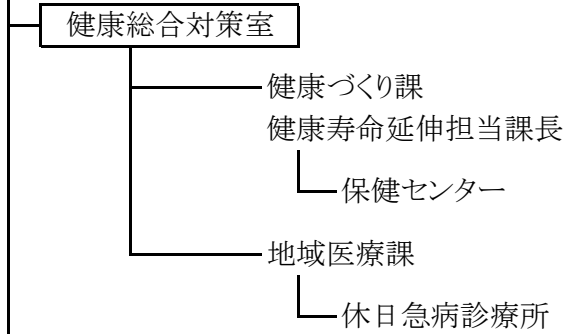 健康総合対策室
健康づくり課
健康寿命延伸担当課長
保健センター
地域医療課
休日急病診療所